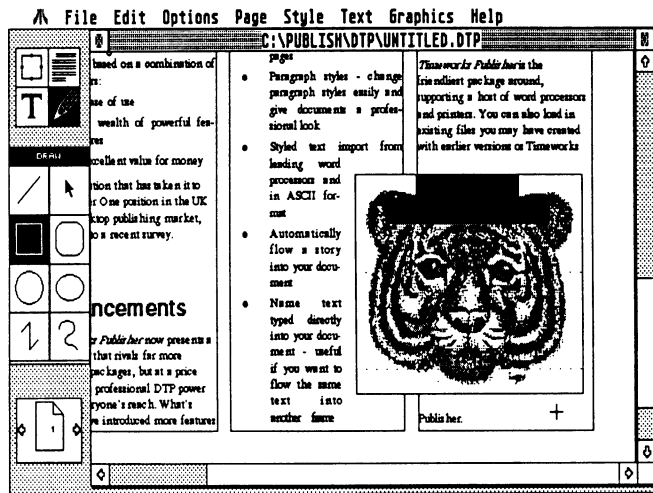 File Edit Options Page Style Text Graphics Help
C:\PUBLISH\DTP\UNTITLED.DTP
T
DRAW
1
based on a combination of
rs:
ase of use
wealth of powerful fea-
res
xcellent value for money
tion that has taken it to
r One position in the UK
ktop publishing market,
to a recent survey.
ncements
s Publisher now presents a
that rivals far more
packages, but at a price
professional DTP power
ryone's reach. What's
ve introduced more features
pages
• Paragraph styles - change
paragraph styles easily and
give documents a profes-
sional look
• Styled text import from
leading word
processors and
in ASCII for-
mat
• Automatically
flow a story
into your docu-
ment
• Name text
typed directly
into your docu-
ment - useful
if you want to
flow the same
text into
another frame
Timeworks Publisher is the
friendliest package around,
supporting a host of word processors
and printers. You can also load in
existing files you may have created
with earlier versions os Timeworks
Publisher.